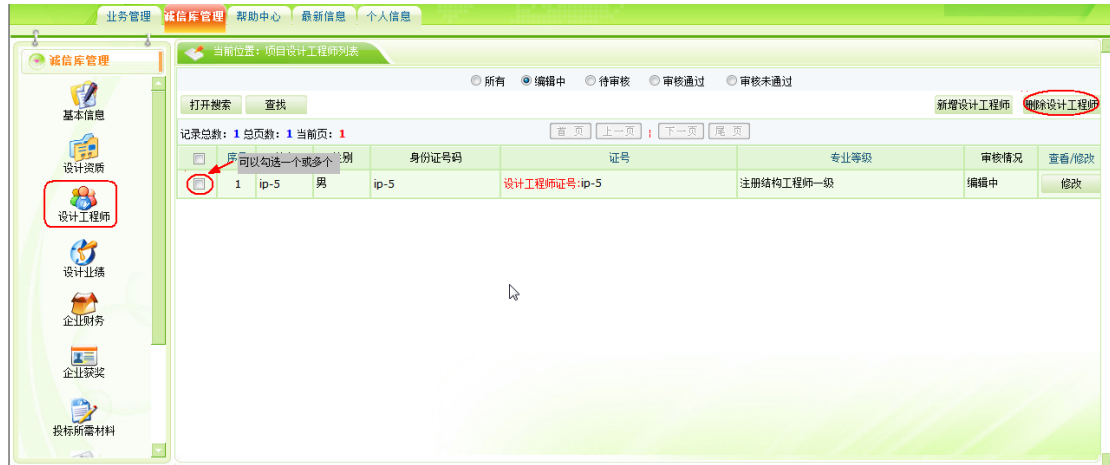 业务管理 诚信库管理 帮助中心 最新信息 个人信息
诚信库管理
当前位置：项目设计工程师列表
所有 编辑中 待审核 审核通过 审核未通过
基本信息
打开搜索 查找 新增设计工程师 删除设计工程师
记录总数：1 总页数：1 当前页：1 首 页 上一页 下一页 尾 页
设计资质
可以勾选一个或多个 别 身份证号码 证号 专业等级 审核情况 查看/修改
1 ip-5 男 ip-5 设计工程师证号:ip-5 注册结构工程师一级 编辑中 修改
设计工程师
设计业绩
企业财务
企业获奖
投标所需材料